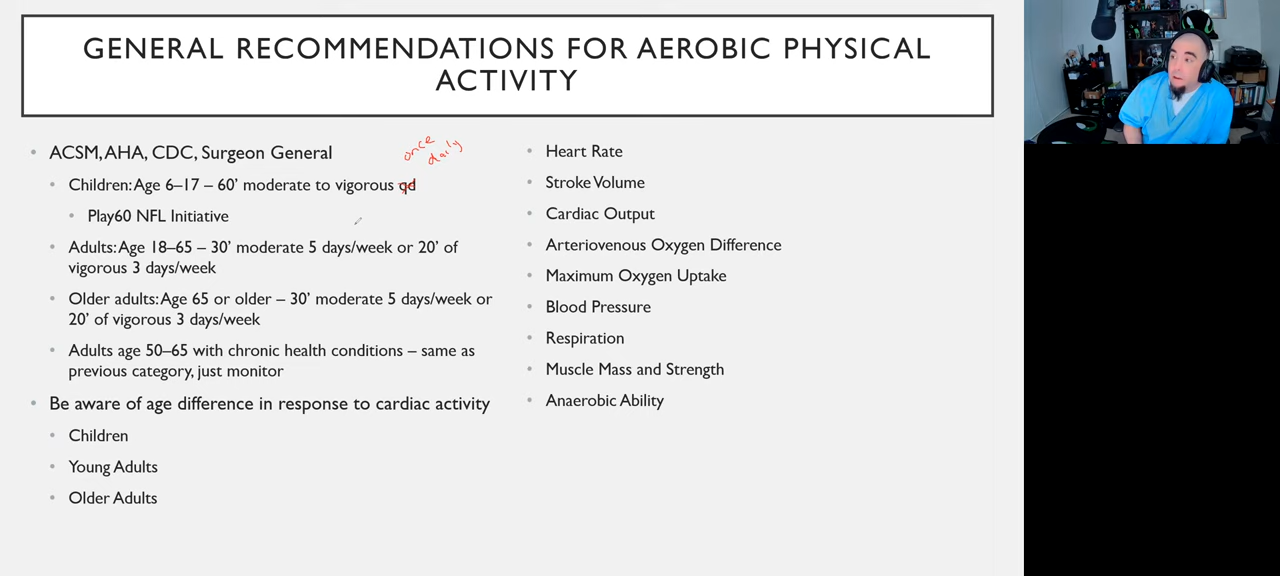 GENERAL RECOMMENDATIONS FOR AEROBIC PHYSICAL
ACTIVITY
• ACSM, AHA, CDC, Surgeon General
once
daily
• Children: Age 6–17 – 60’ moderate to vigorous qd
• Play60 NFL Initiative
• Adults: Age 18–65 – 30’ moderate 5 days/week or 20’ of
vigorous 3 days/week
• Older adults: Age 65 or older – 30’ moderate 5 days/week or
20’ of vigorous 3 days/week
• Adults age 50–65 with chronic health conditions – same as
previous category, just monitor
• Be aware of age difference in response to cardiac activity
• Children
• Young Adults
• Older Adults
• Heart Rate
• Stroke Volume
• Cardiac Output
• Arteriovenous Oxygen Difference
• Maximum Oxygen Uptake
• Blood Pressure
• Respiration
• Muscle Mass and Strength
• Anaerobic Ability